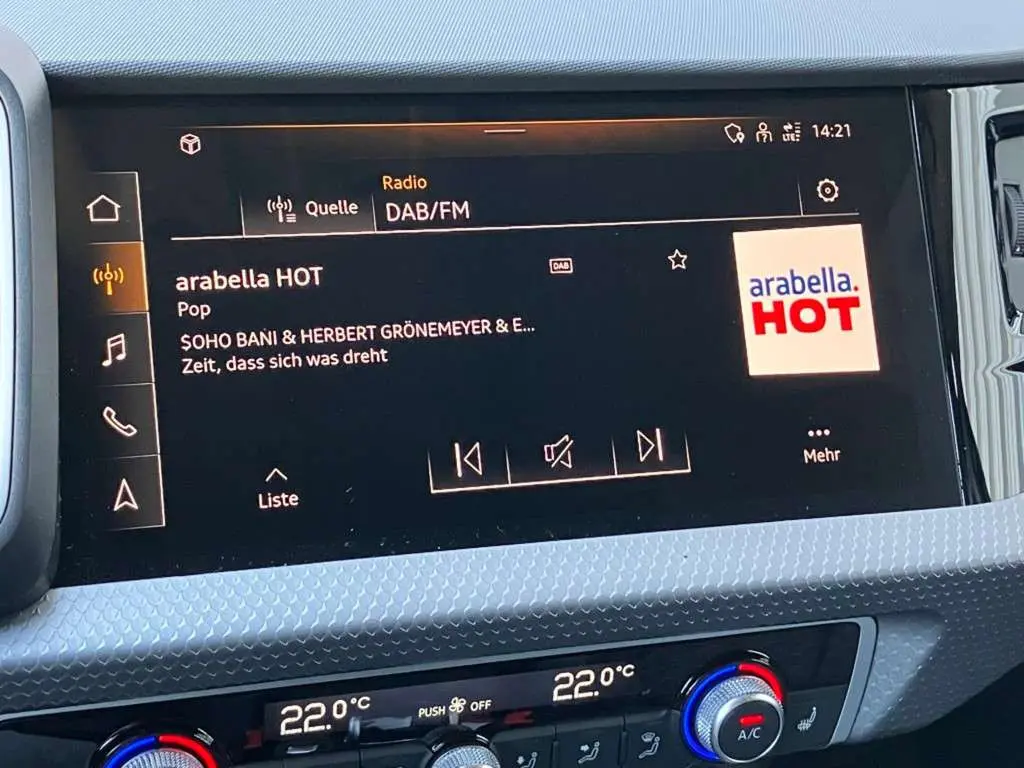 LTE 14:21
Radio
Quelle
DAB/FM
arabella HOT
DAB
Pop
$OHO BANI & HERBERT GRÖNEMEYER & E...
Zeit, dass sich was dreht
arabella.
HOT
Liste
Mehr
22.0°C
PUSH OFF
22.0°C
A/C